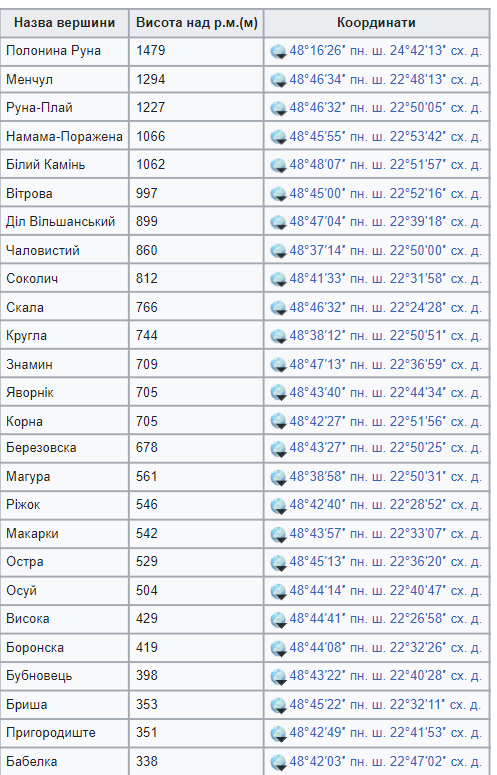 Назва вершини Висота над р.м.(м) Координати
Полонина Руна 1479 48°16′26″ пн. ш. 24°42′13″ сх. д.
Менчул 1294 48°46′34″ пн. ш. 22°48′13″ сх. д.
Руна-Плай 1227 48°46′32″ пн. ш. 22°50′05″ сх. д.
Намама-Поражена 1066 48°45′55″ пн. ш. 22°53′42″ сх. д.
Білий Камінь 1062 48°48′07″ пн. ш. 22°51′57″ сх. д.
Вітрова 997 48°45′00″ пн. ш. 22°52′16″ сх. д.
Діл Вільшанський 899 48°47′04″ пн. ш. 22°39′18″ сх. д.
Чаловистий 860 48°37′14″ пн. ш. 22°50′00″ сх. д.
Соколич 812 48°41′33″ пн. ш. 22°31′58″ сх. д.
Скала 766 48°46′32″ пн. ш. 22°24′28″ сх. д.
Кругла 744 48°38′12″ пн. ш. 22°50′51″ сх. д.
Знамин 709 48°47′13″ пн. ш. 22°36′59″ сх. д.
Яворнік 705 48°43′40″ пн. ш. 22°44′34″ сх. д.
Корна 705 48°42′27″ пн. ш. 22°51′56″ сх. д.
Березовска 678 48°43′27″ пн. ш. 22°50′25″ сх. д.
Магура 561 48°38′58″ пн. ш. 22°50′31″ сх. д.
Ріжок 546 48°42′40″ пн. ш. 22°28′52″ сх. д.
Макарки 542 48°43′57″ пн. ш. 22°33′07″ сх. д.
Остра 529 48°45′13″ пн. ш. 22°36′20″ сх. д.
Осуй 504 48°44′14″ пн. ш. 22°40′47″ сх. д.
Висока 429 48°44′41″ пн. ш. 22°26′58″ сх. д.
Боронска 419 48°44′08″ пн. ш. 22°32′26″ сх. д.
Бубновець 398 48°43′22″ пн. ш. 22°40′28″ сх. д.
Бриша 353 48°45′22″ пн. ш. 22°32′11″ сх. д.
Пригородиште 351 48°42′49″ пн. ш. 22°41′53″ сх. д.
Бабелка 338 48°42′03″ пн. ш. 22°47′02″ сх. д.